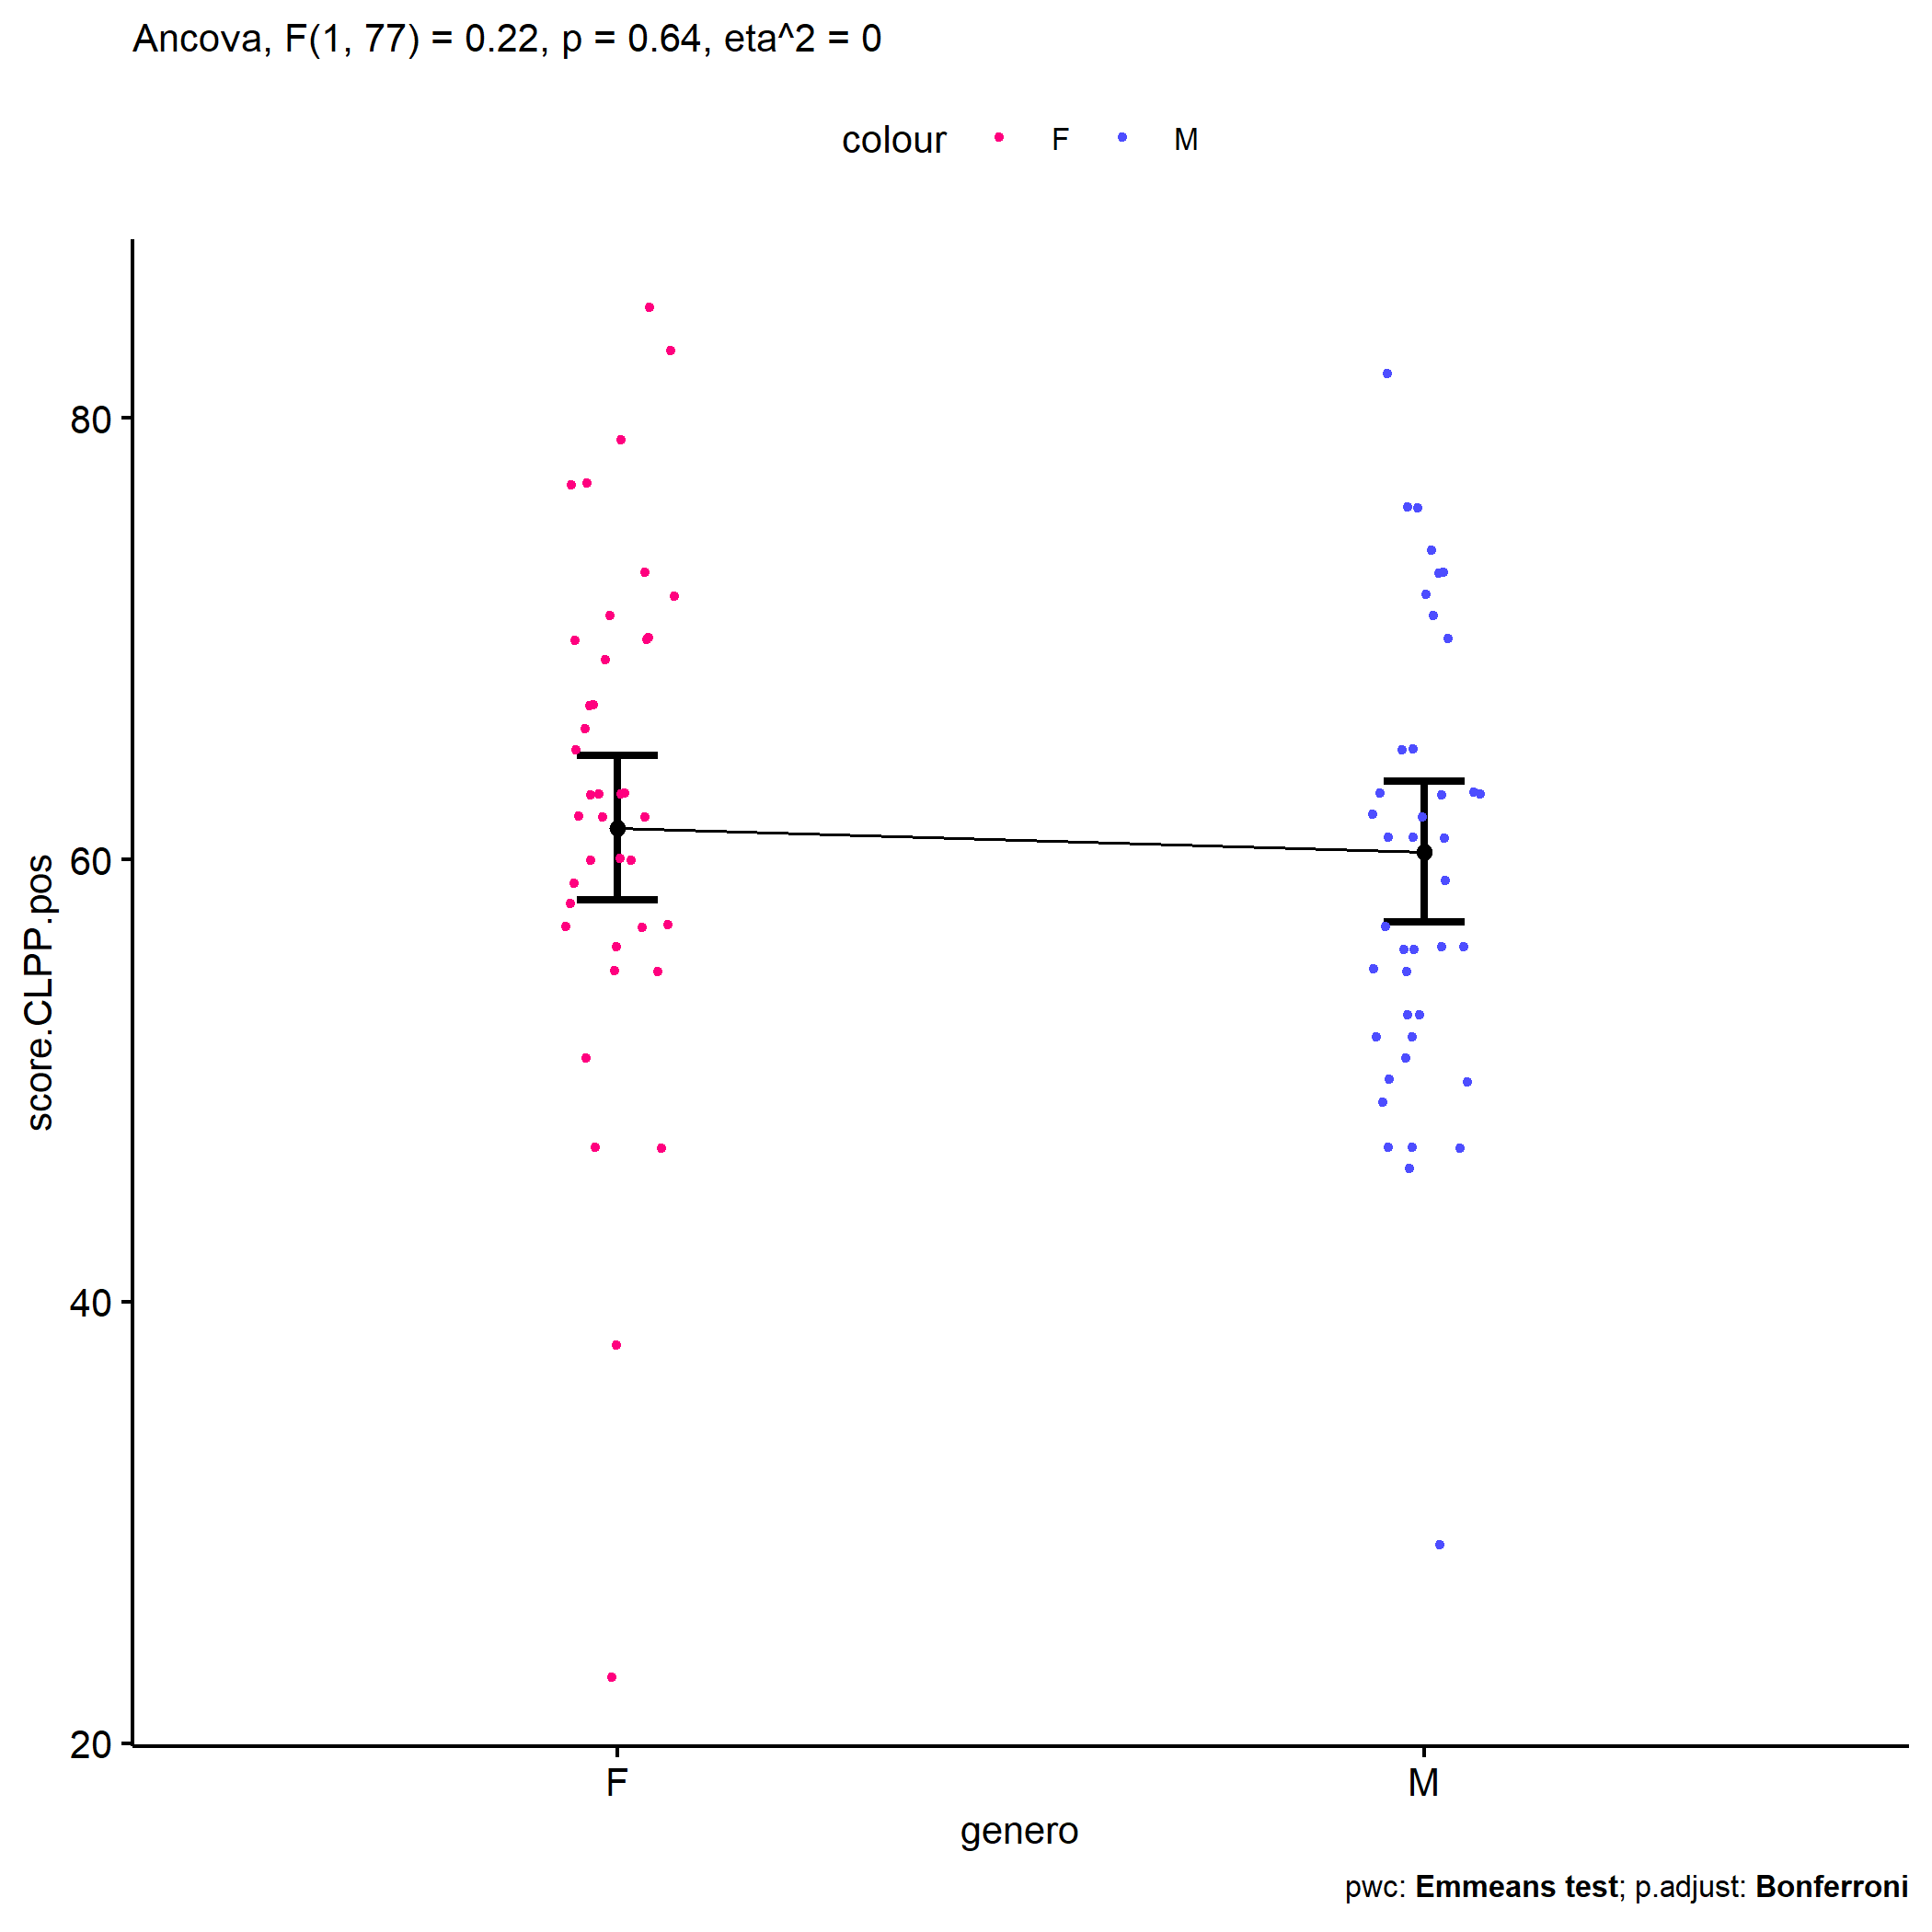 Ancova, F(1, 77) = 0.22, p = 0.64, eta^2 = 0
colour F M
score.CLPP.pos
80
60
40
20
F M
genero
pwc: Emmeans test; p.adjust: Bonferroni